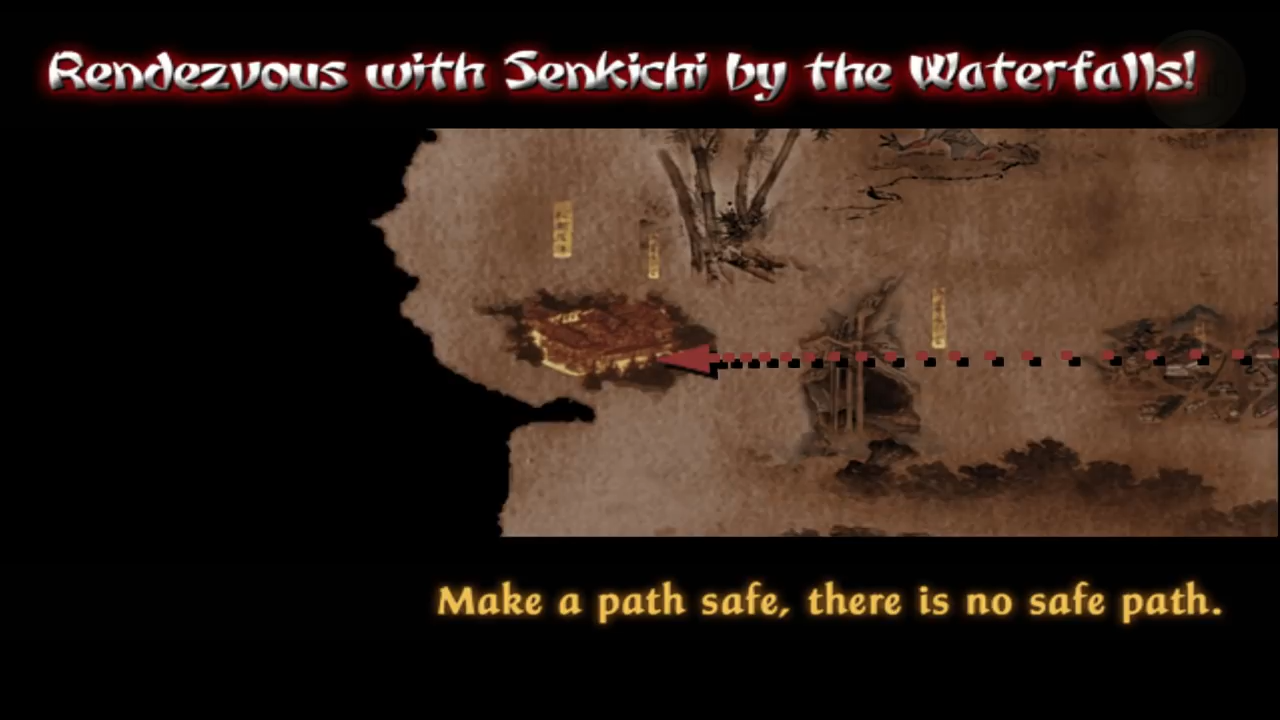 Rendezvous with Senkichi by the Waterfalls!
Make a path safe, there is no safe path.